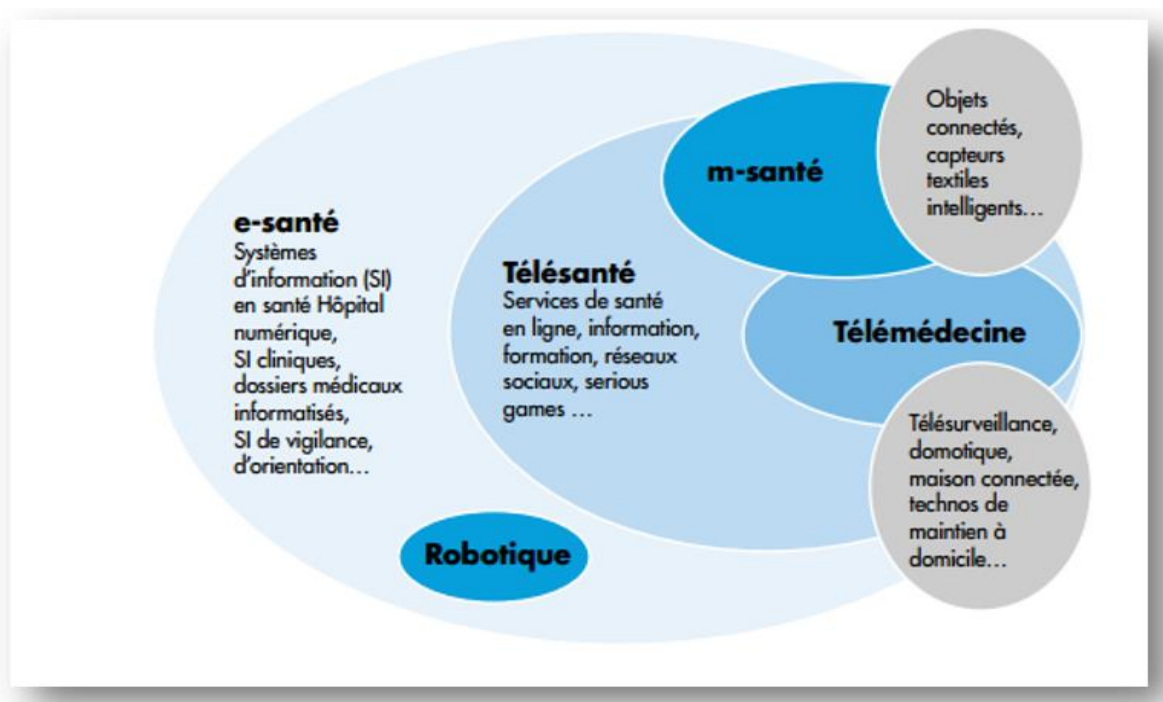 e-santé
Systèmes
d'information (SI)
en santé Hôpital
numérique,
SI cliniques,
dossiers médicaux
informatisés,
SI de vigilance,
d'orientation...
Télésanté
Services de santé
en ligne, information,
formation, réseaux
sociaux, serious
games ...
m-santé
Objets
connectés,
capteurs
textiles
intelligents...
Télémédecine
Télésurveillance,
domotique,
maison connectée,
technos de
maintien à
domicile...
Robotique